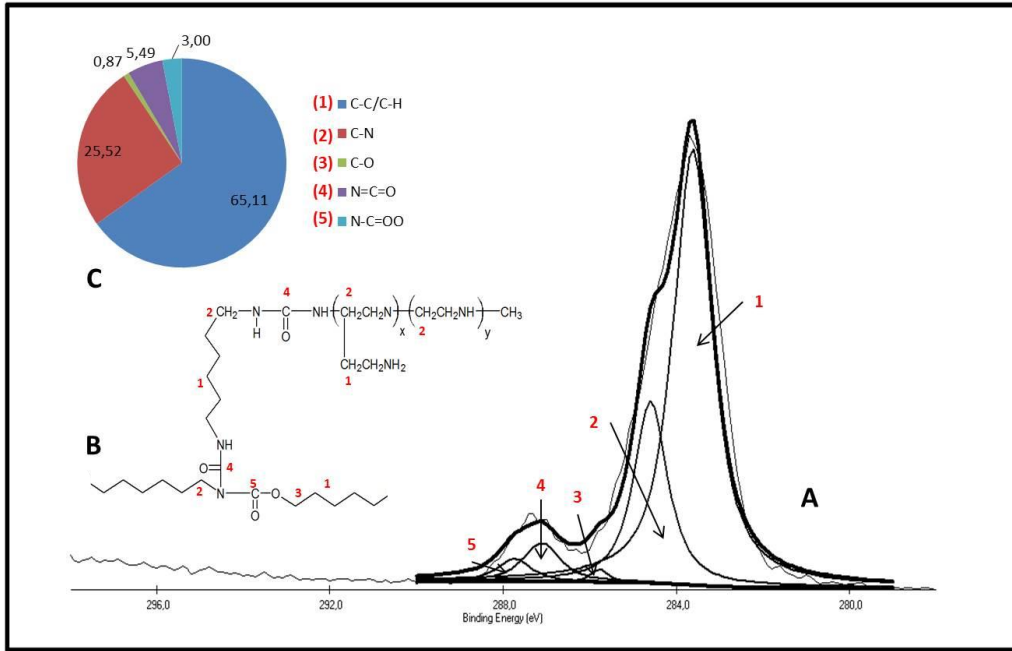 3,00
5,49
0,87
25,52
65,11
(1) C-C/C-H
(2) C-N
(3) C-O
(4) N=C=O
(5) N-C=OO
C
2 CH₂ N H 4 C O NH 2 CH₂CH₂N x CH₂CH₂NH 2 y CH₃
CH₂CH₂NH₂
1
1
NH
B
O 4
2 N 5 C O O 3 1
1
2
3
4
5
A
296,0 292,0 288,0 284,0 280,0
Binding Energy (eV)